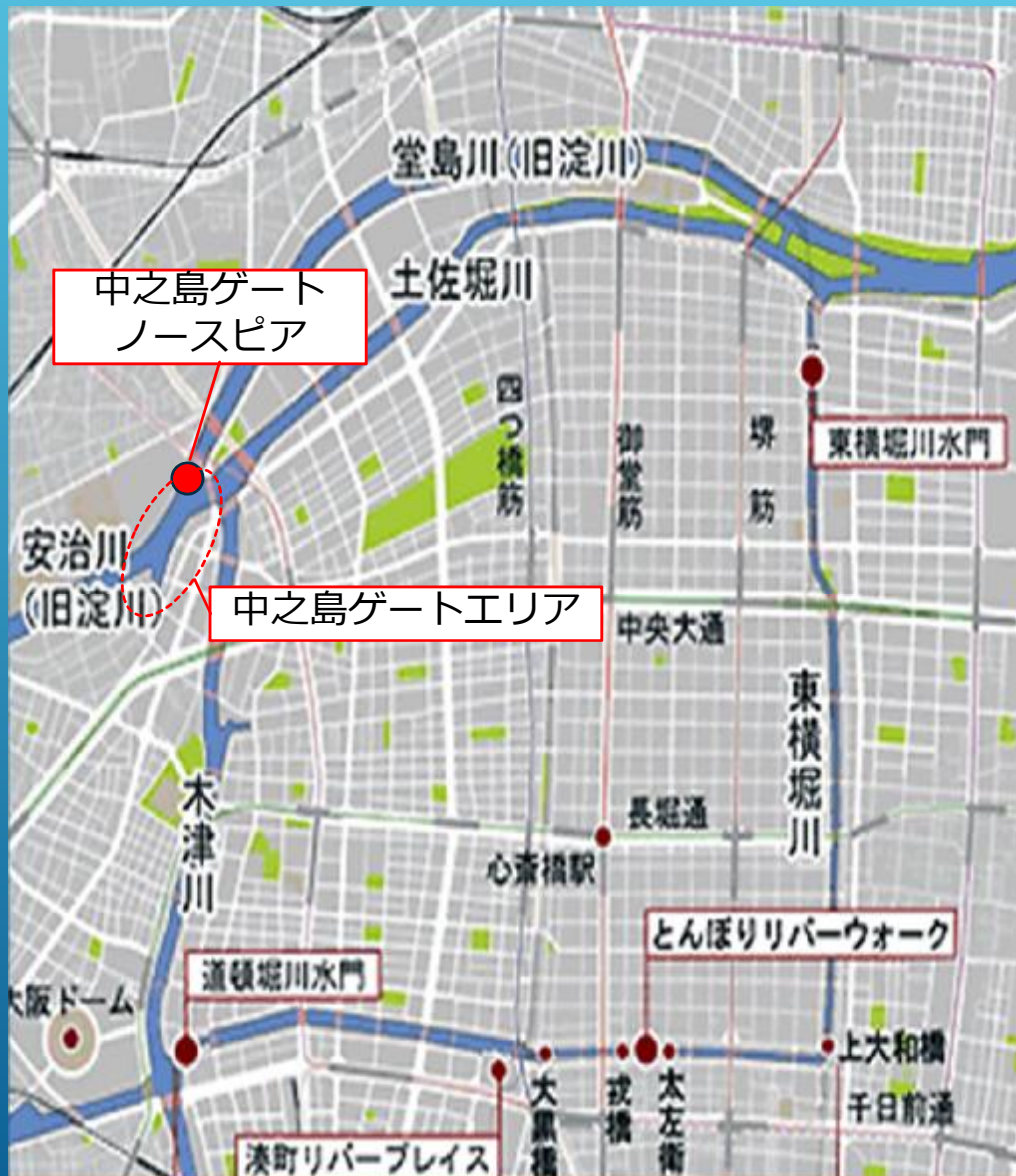 堂島川(旧淀川)
土佐堀川
中之島ゲート
ノースピア
四つ橋筋
御堂筋
堺筋
東横堀川水門
安治川
(旧淀川)
中之島ゲートエリア
中央大通
東横堀川
木津川
長堀通
心斎橋駅
とんぼりリバーウォーク
道頓堀川水門
大阪ドーム
上大和橋
大黒橋
戎橋
太左衛
千日前通
湊町リバープレイス